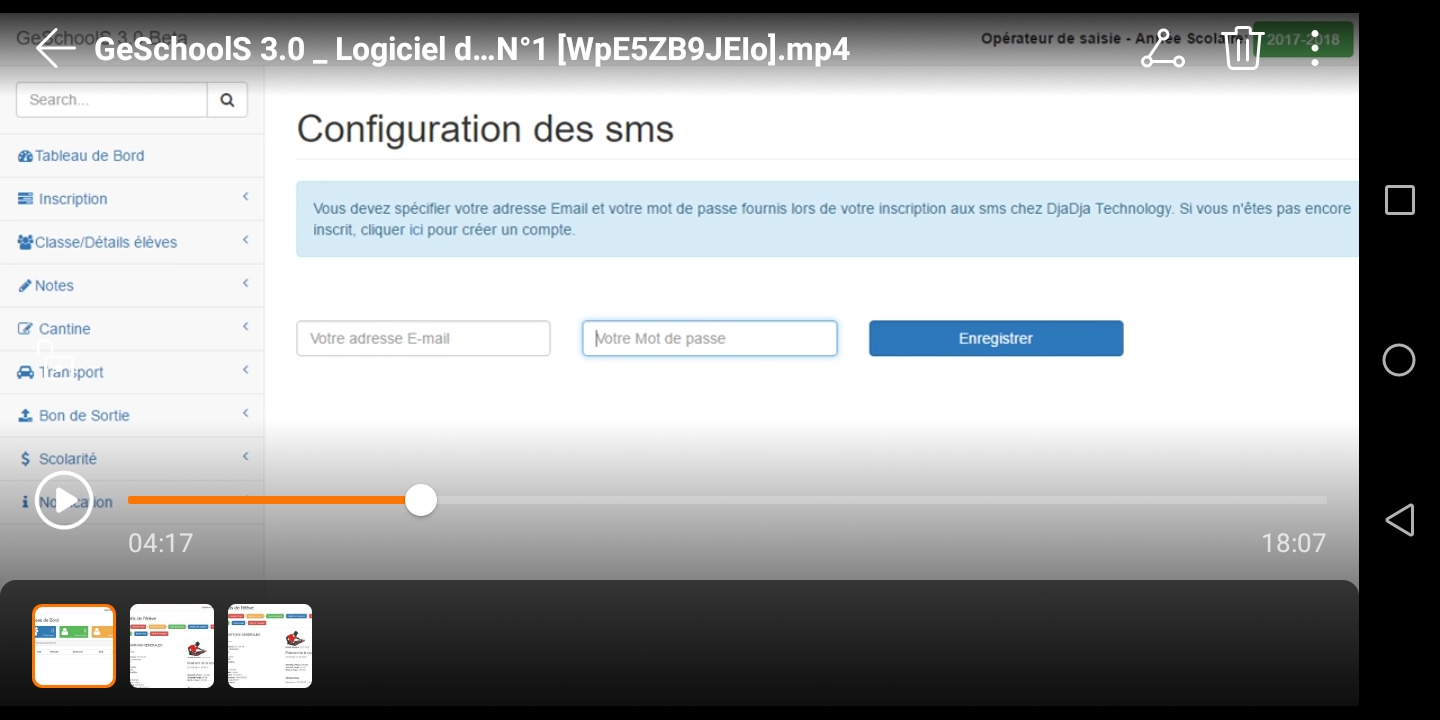 GeSchoolS 3.0 Beta
GeSchoolS 3.0 _ Logiciel d...N°1 [WpE5ZB9JEIo].mp4
Opérateur de saisie - Année Scolaire
2017-2018
Search...
Configuration des sms
Tableau de Bord
Inscription
Vous devez spécifier votre adresse Email et votre mot de passe fournis lors de votre inscription aux sms chez DjaDja Technology. Si vous n'êtes pas encore
inscrit, cliquer ici pour créer un compte.
Classe/Détails élèves
Notes
Cantine
Votre adresse E-mail
Votre Mot de passe
Enregistrer
Transport
Bon de Sortie
$ Scolarité
Notification
04:17
18:07